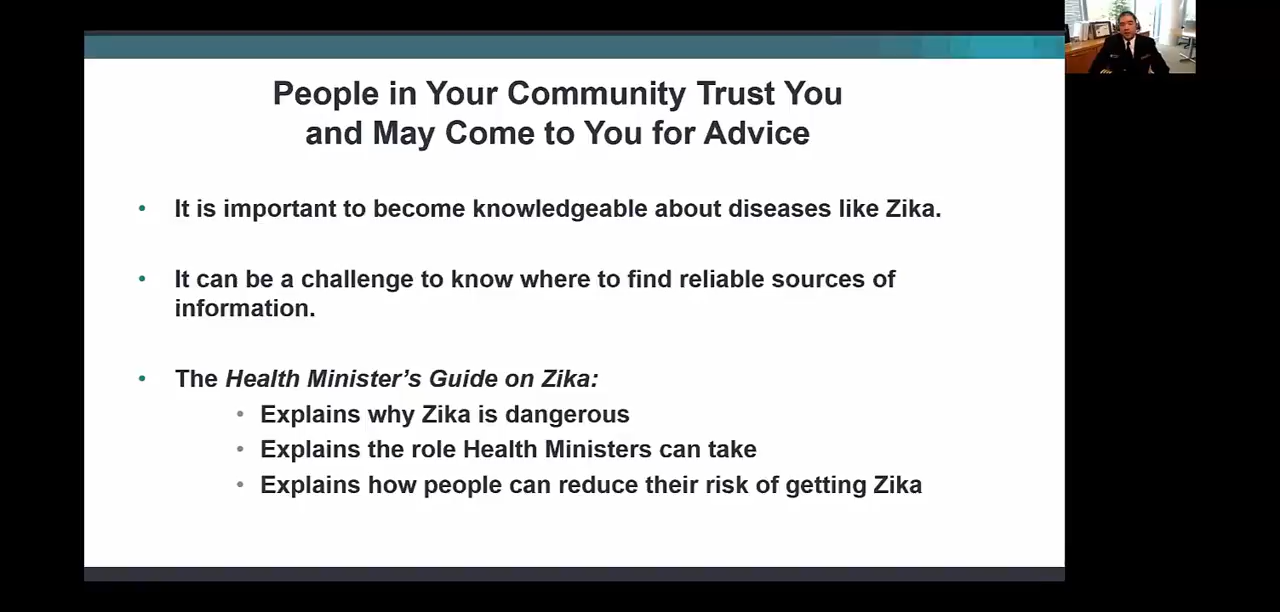 People in Your Community Trust You
and May Come to You for Advice
• It is important to become knowledgeable about diseases like Zika.
• It can be a challenge to know where to find reliable sources of
information.
• The Health Minister’s Guide on Zika:
• Explains why Zika is dangerous
• Explains the role Health Ministers can take
• Explains how people can reduce their risk of getting Zika